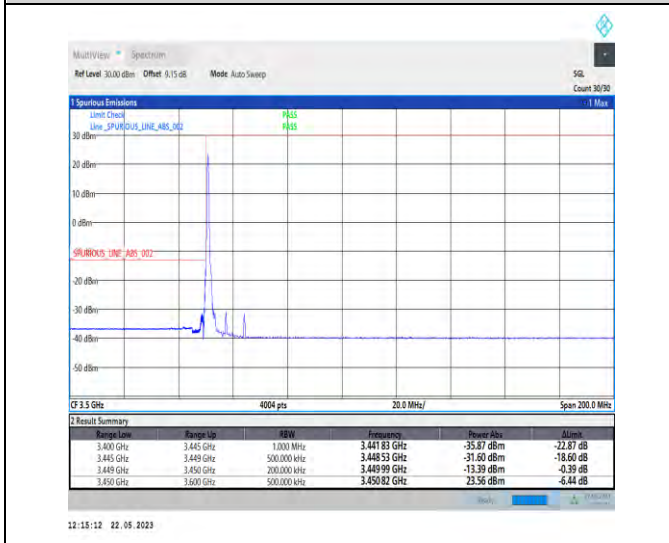 MultiView Spectrum
Ref Level 30.00 dBm Offset 9.15 dB Mode Auto Sweep SGL
Count 30/30
1 Spurious Emissions 1 Max
Limit Check PASS
Line _SPURIOUS_LINE_ABS_002 PASS
30 dBm
20 dBm
10 dBm
0 dBm
_SPURIOUS_LINE_ABS_002
-20 dBm
-30 dBm
-40 dBm
-50 dBm
CF 3.5 GHz 4004 pts 20.0 MHz/ Span 200.0 MHz
2 Result Summary
Range Low Range Up RBW Frequency Power Abs ΔLimit
3.400 GHz 3.445 GHz 1.000 MHz 3.441 83 GHz -35.87 dBm -22.87 dB
3.445 GHz 3.449 GHz 500.000 kHz 3.448 53 GHz -31.60 dBm -18.60 dB
3.449 GHz 3.450 GHz 200.000 kHz 3.449 99 GHz -13.39 dBm -0.39 dB
3.450 GHz 3.600 GHz 500.000 kHz 3.450 82 GHz 23.56 dBm -6.44 dB
Ready
12:15:12 22.05.2023